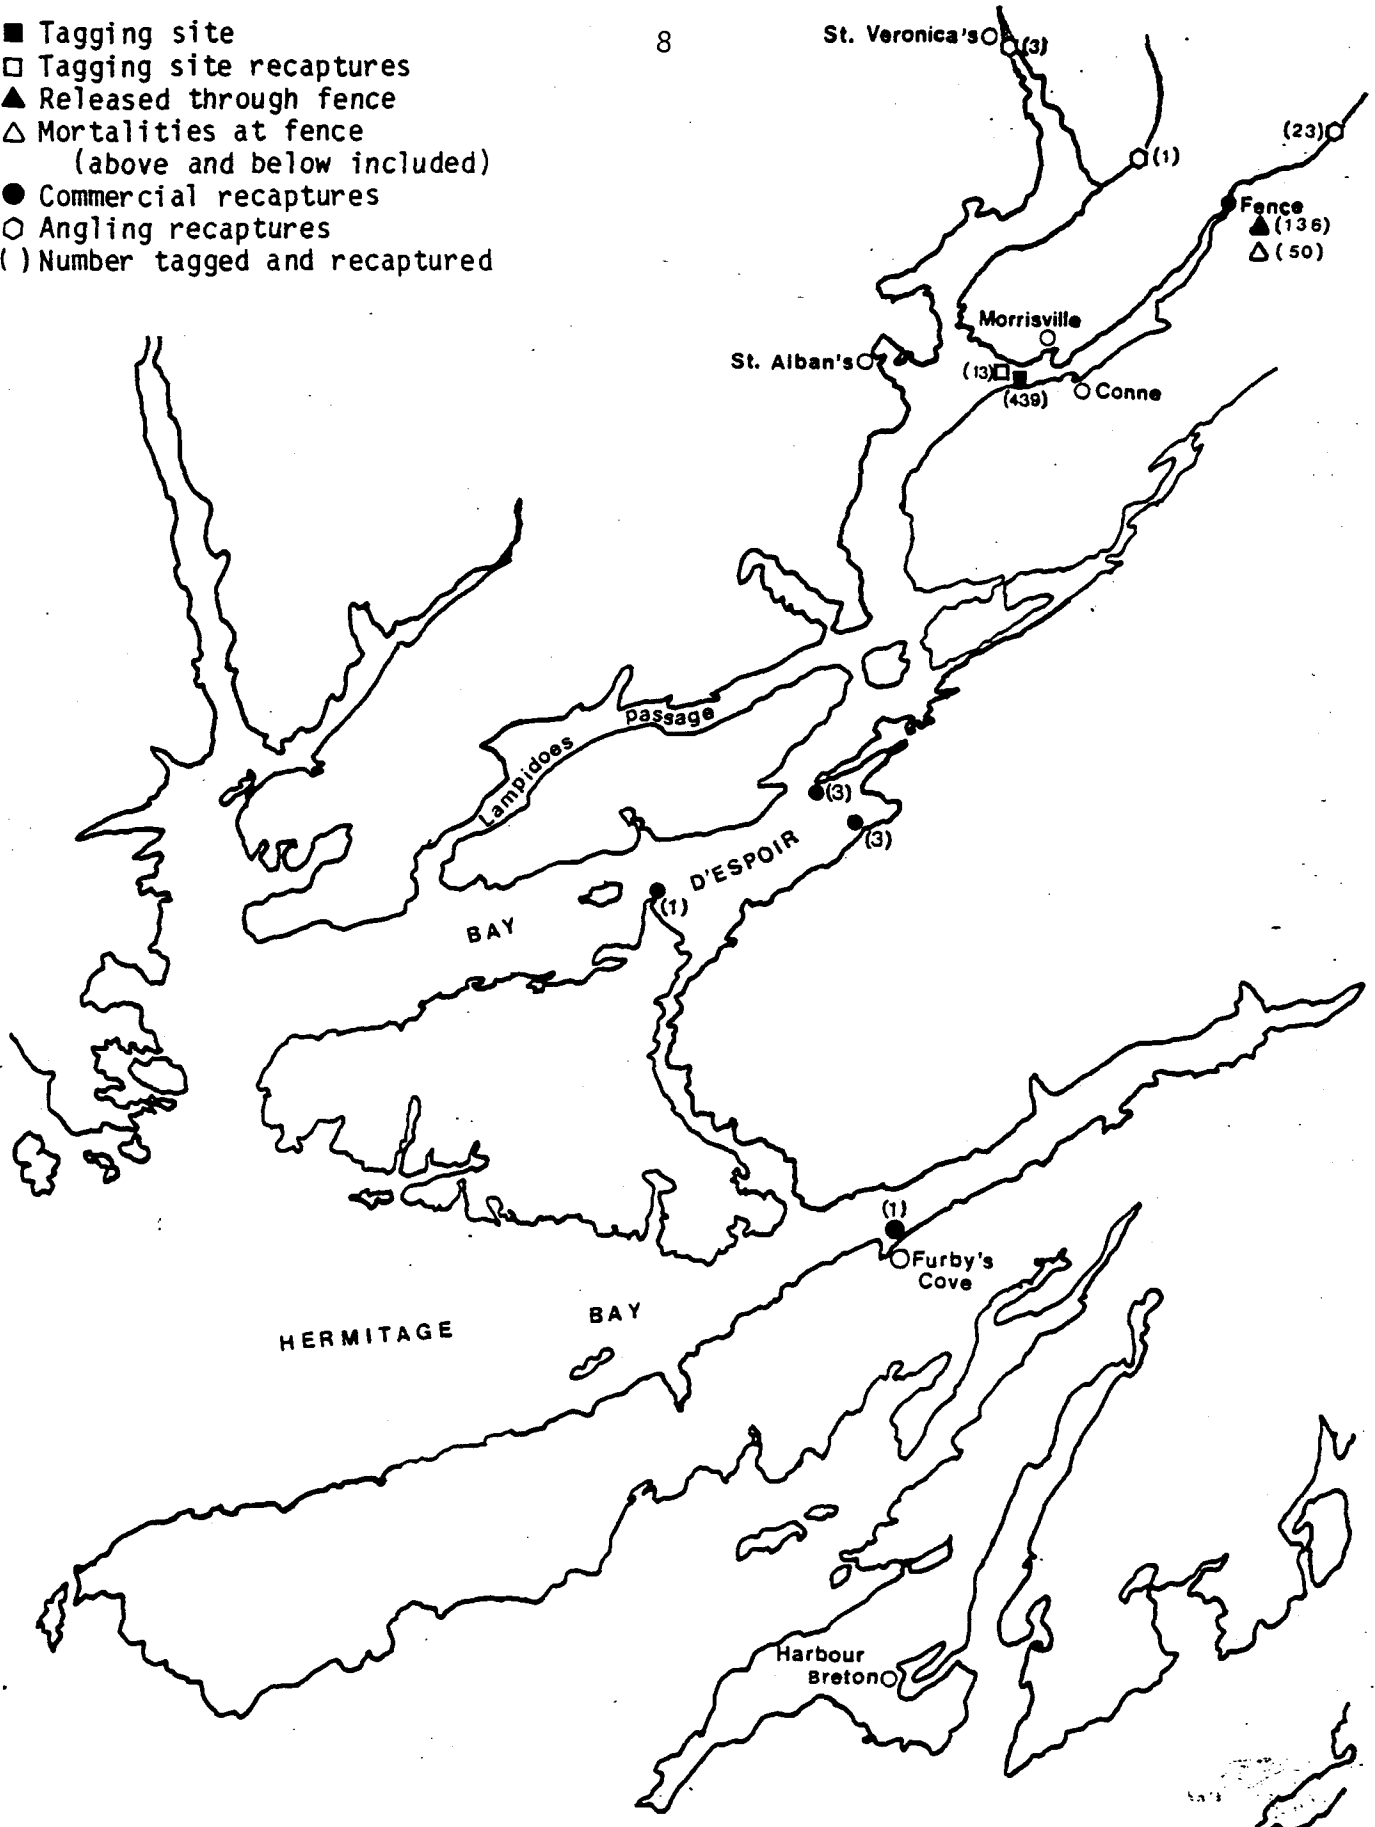 ■ Tagging site
□ Tagging site recaptures
▲ Released through fence
△ Mortalities at fence
(above and below included)
● Commercial recaptures
⬡ Angling recaptures
( ) Number tagged and recaptured
8
St. Veronica's
(3)
(1)
(23)
Fence
▲(136)
△(50)
Morrisville
St. Alban's
(13)
(439)
Conne
Lampidoes passage
(3)
(3)
(1)
BAY D'ESPOIR
(1)
Furby's
Cove
HERMITAGE BAY
Harbour
Breton